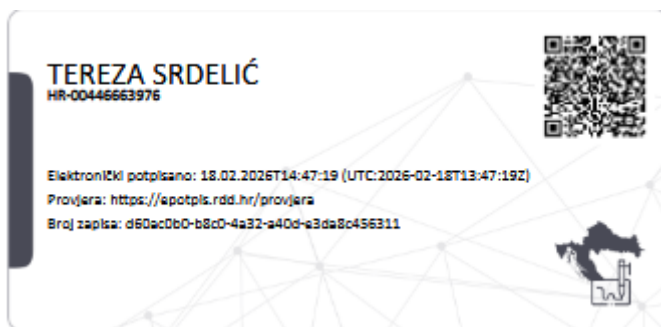 TEREZA SRDELIĆ
HR-00446663976
Elektronički potpisano: 18.02.2026T14:47:19 (UTC:2026-02-18T13:47:19Z)
Provjera: https://epotpis.rdd.hr/provjera
Broj zapisa: d60ac0b0-b8c0-4a32-a40d-e3da8c456311